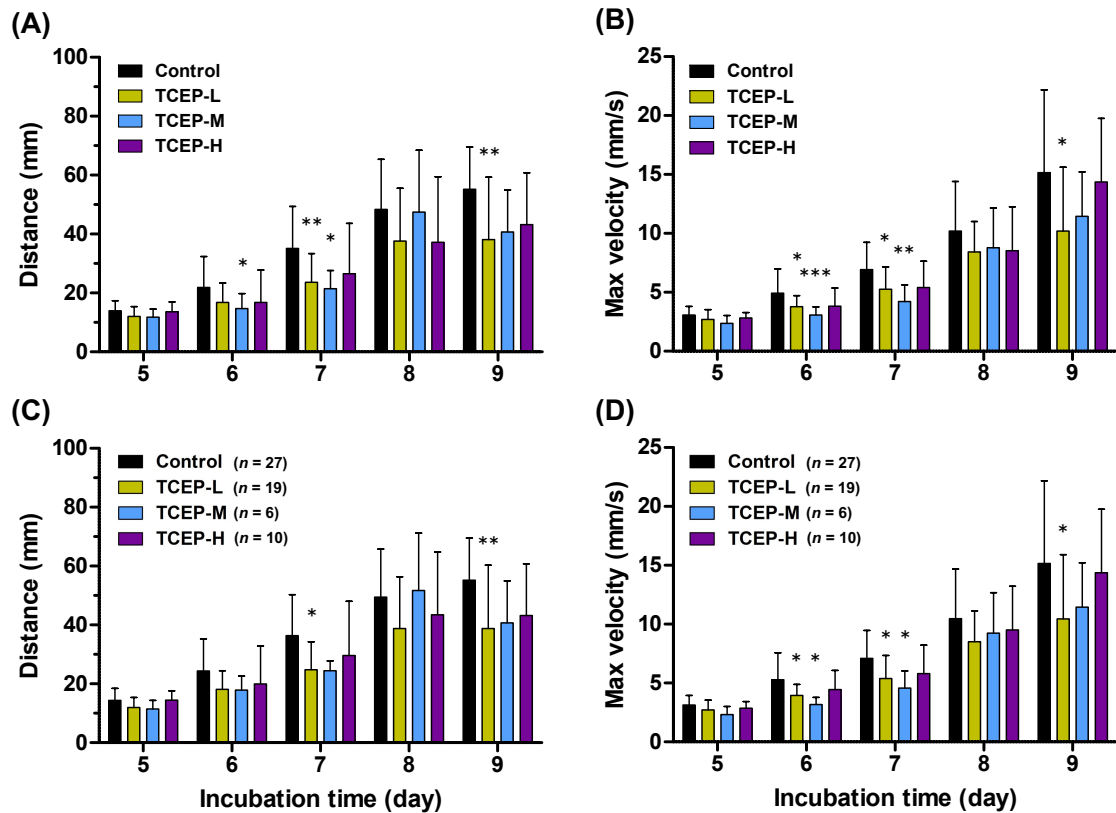 (A)
Distance (mm)
100
80
60
40
20
0
Control
TCEP-L
TCEP-M
TCEP-H
*
**
*
**
5 6 7 8 9
(B)
Max velocity (mm/s)
25
20
15
10
5
0
Control
TCEP-L
TCEP-M
TCEP-H
*
***
*
**
*
5 6 7 8 9
(C)
Distance (mm)
100
80
60
40
20
0
Control (n = 27)
TCEP-L (n = 19)
TCEP-M (n = 6)
TCEP-H (n = 10)
*
**
5 6 7 8 9
Incubation time (day)
(D)
Max velocity (mm/s)
25
20
15
10
5
0
Control (n = 27)
TCEP-L (n = 19)
TCEP-M (n = 6)
TCEP-H (n = 10)
* *
* *
*
5 6 7 8 9
Incubation time (day)